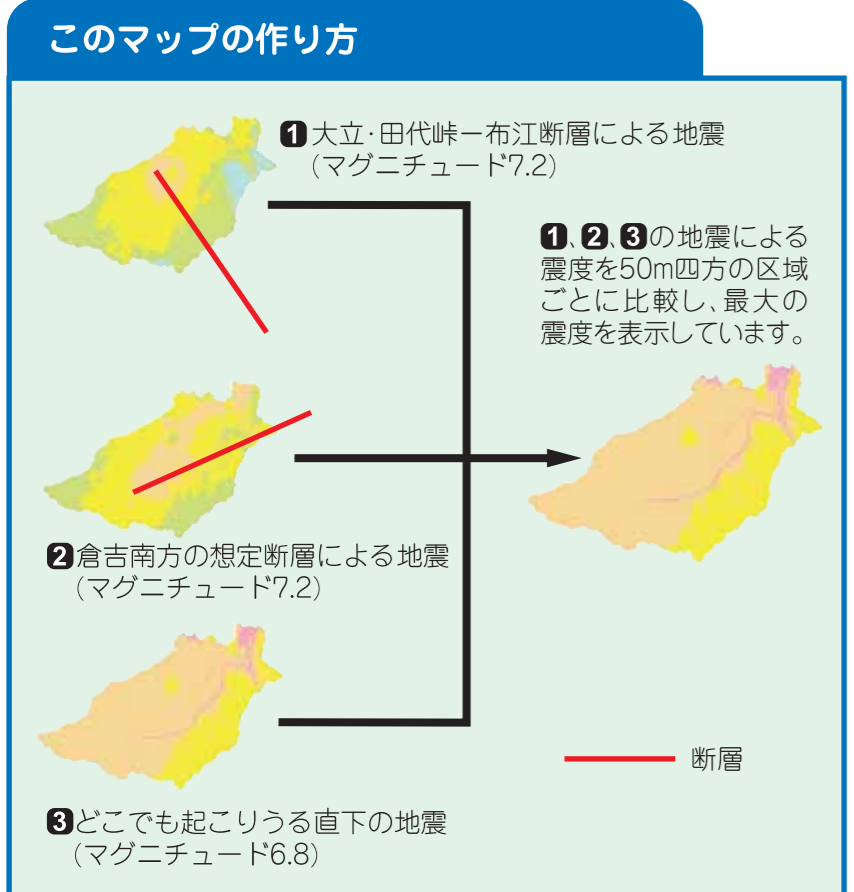 このマップの作り方
1大立・田代峠ー布江断層による地震
(マグニチュード7.2)
1、2、3の地震による
震度を50m四方の区域
ごとに比較し、最大の
震度を表示しています。
2倉吉南方の想定断層による地震
(マグニチュード7.2)
断層
3どこでも起こりうる直下の地震
(マグニチュード6.8)